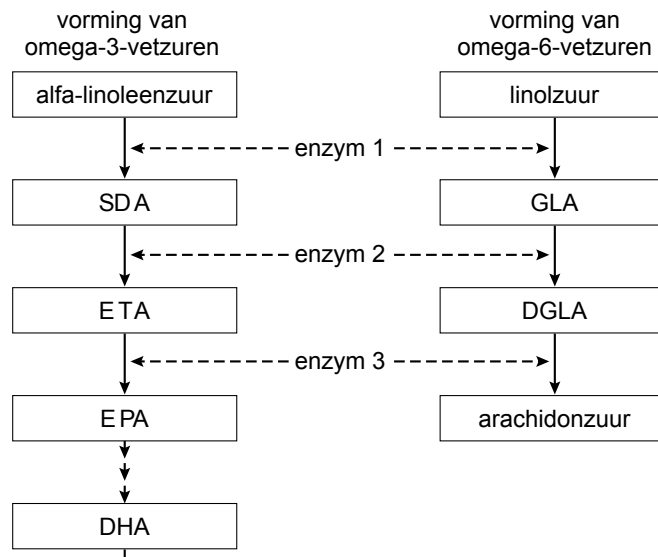 vorming van
omega-3-vetzuren
vorming van
omega-6-vetzuren
alfa-linoleenzuur
linolzuur
enzym 1
SDA
GLA
enzym 2
ETA
DGLA
enzym 3
EPA
arachidonzuur
DHA